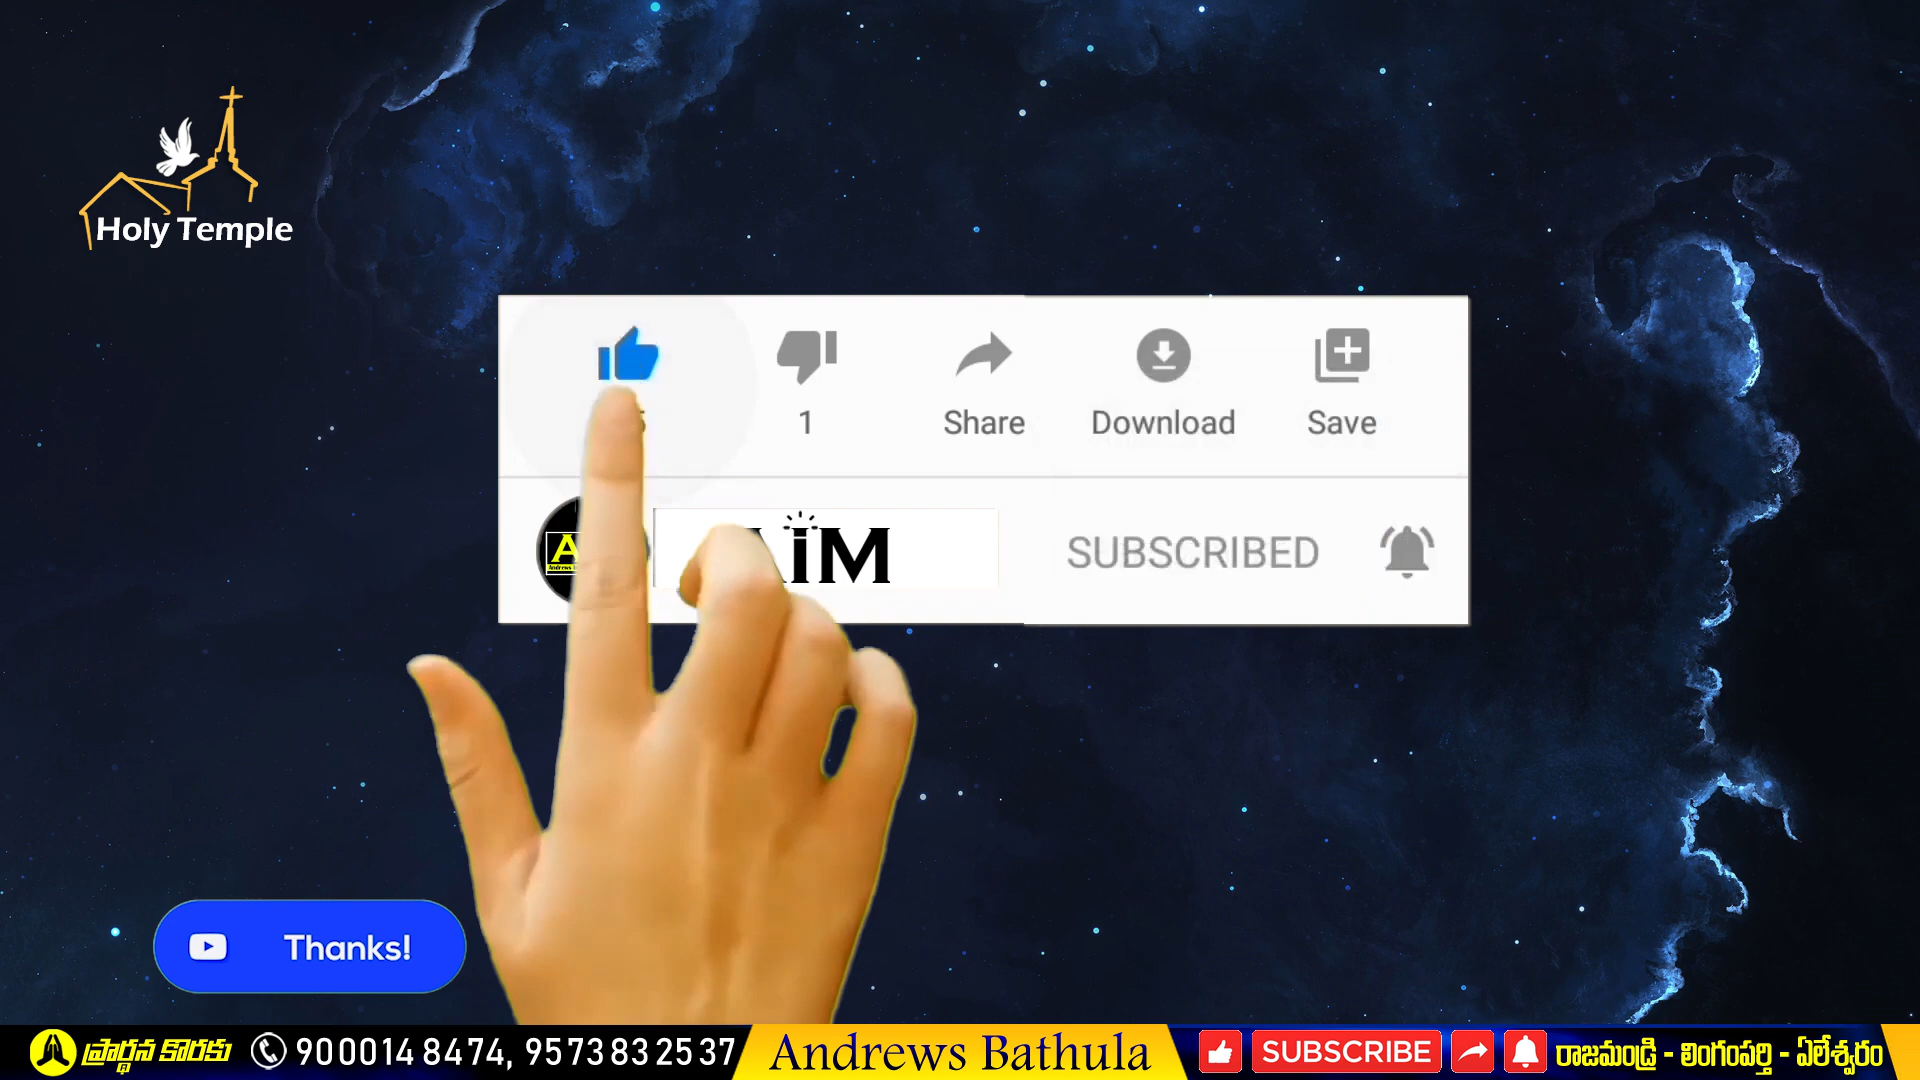 Holy Temple
1
Share
Download
Save
A
AiM
SUBSCRIBED
Thanks!
ప్రార్థన కొరకు 9000148474, 9573832537
Andrews Bathula
SUBSCRIBE
రాజమండ్రి - లింగంపర్తి - ఏలేశ్వరం